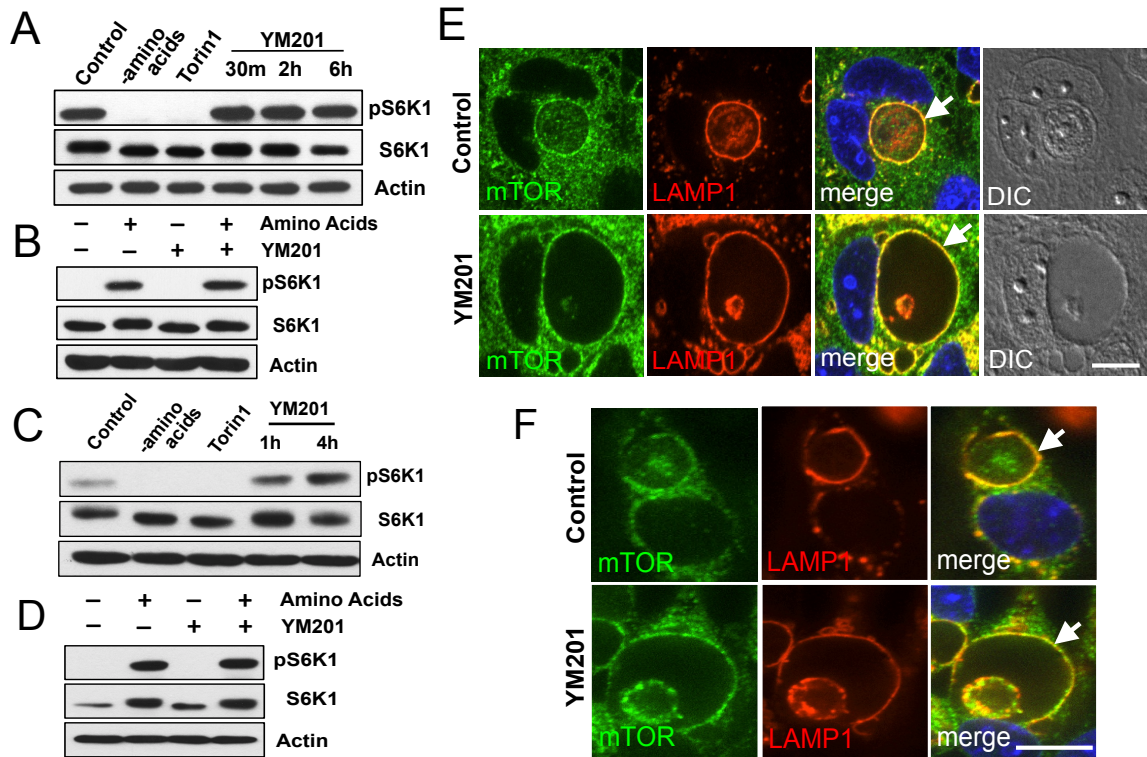 A
Control
-amino acids
Torin1
YM201
30m 2h 6h
pS6K1
S6K1
Actin
B
– + – + Amino Acids
– – + + YM201
pS6K1
S6K1
Actin
C
Control
-amino acids
Torin1
YM201
1h 4h
pS6K1
S6K1
Actin
D
– + – + Amino Acids
– – + + YM201
pS6K1
S6K1
Actin
E
Control
mTOR LAMP1 merge DIC
YM201
mTOR LAMP1 merge DIC
F
Control
mTOR LAMP1 merge
YM201
mTOR LAMP1 merge